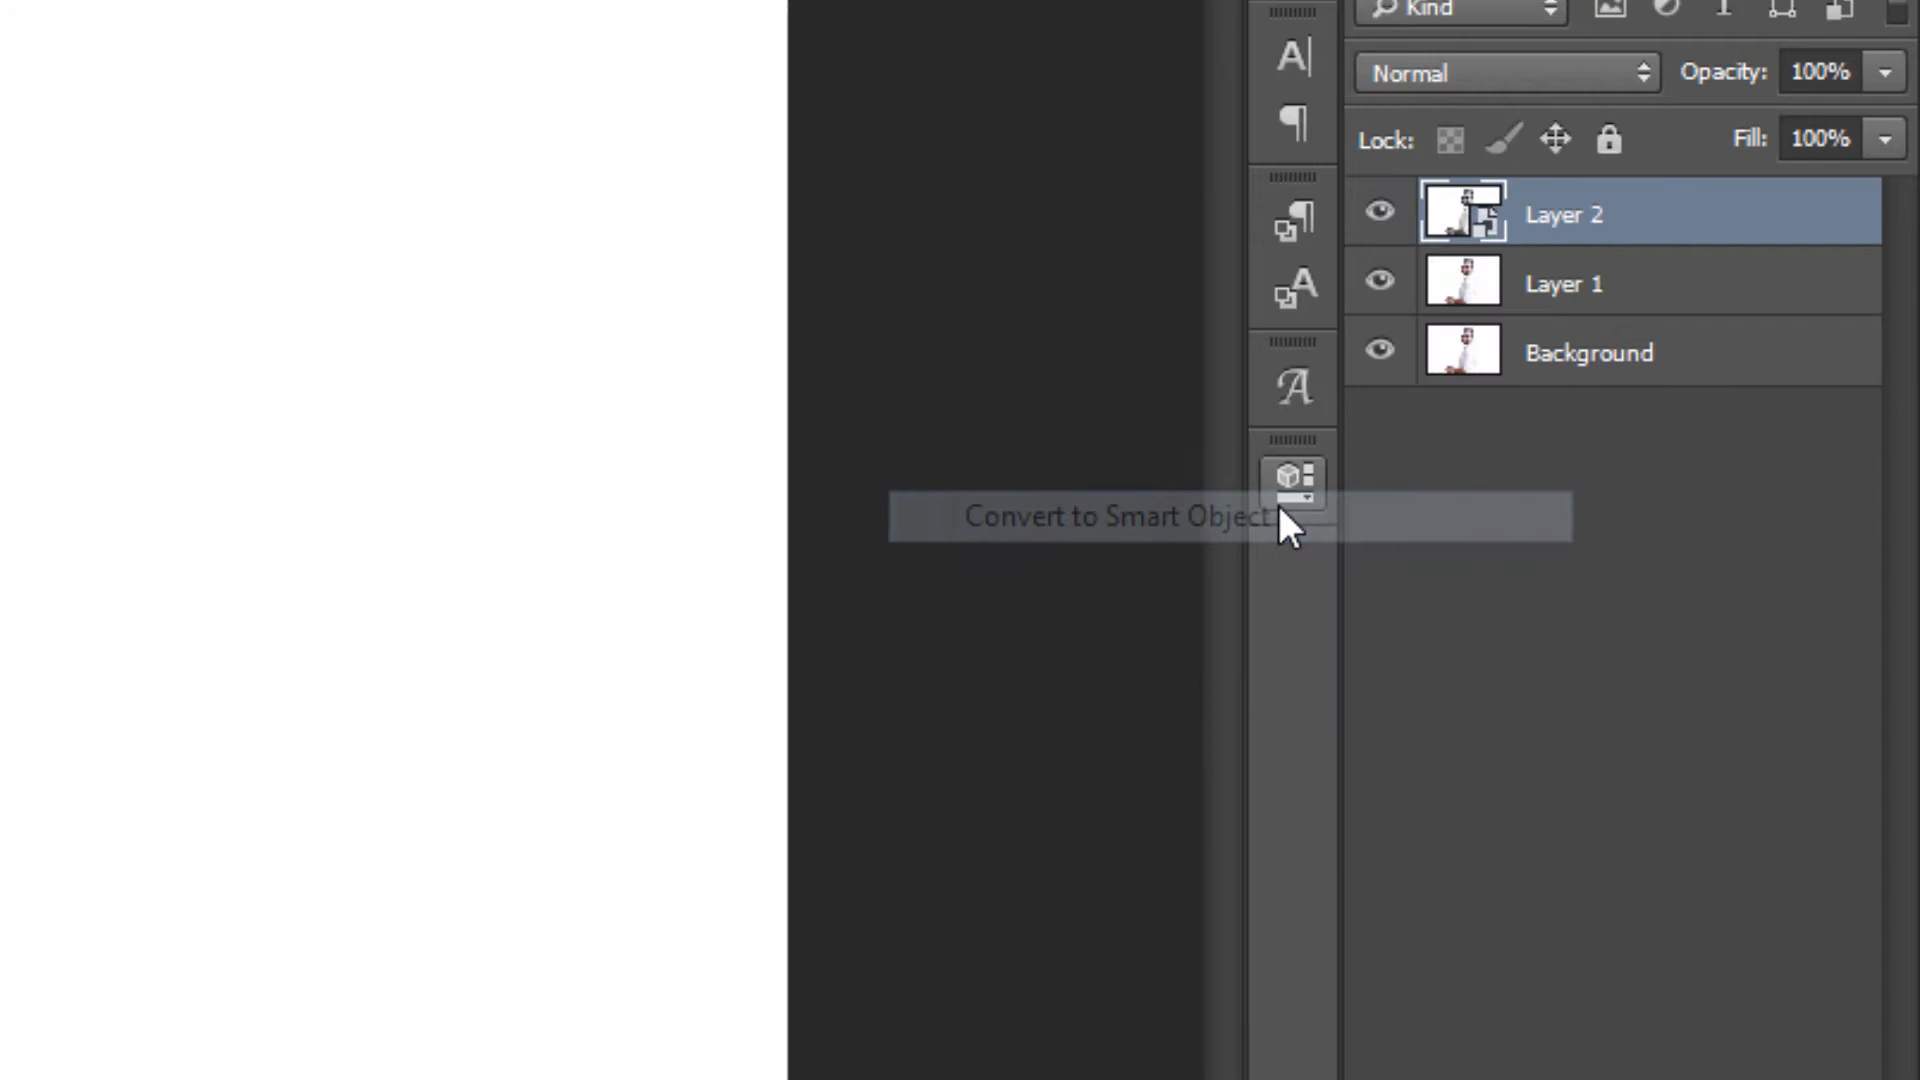 Kind
Normal
Opacity: 100%
Lock:
Fill: 100%
Layer 2
Layer 1
Background
Convert to Smart Object